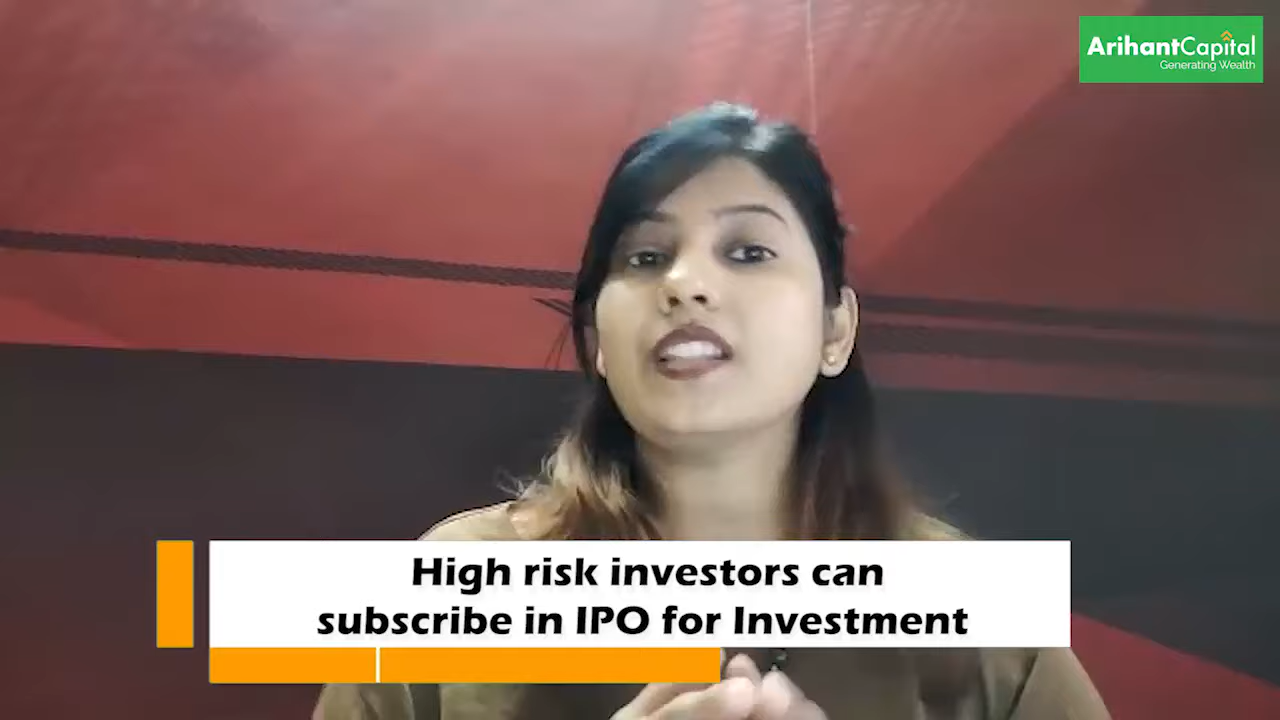 ArihantCapital
Generating Wealth
High risk investors can
subscribe in IPO for Investment